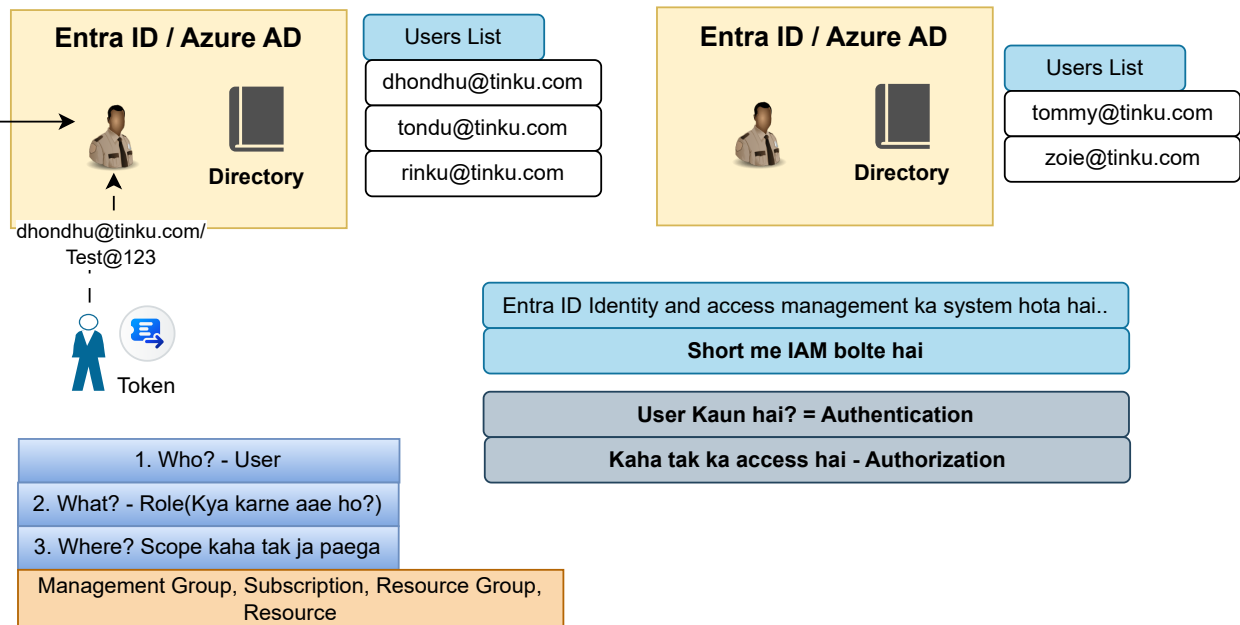 Entra ID / Azure AD
Directory
Users List
dhondhu@tinku.com
tondu@tinku.com
rinku@tinku.com
Entra ID / Azure AD
Directory
Users List
tommy@tinku.com
zoie@tinku.com
dhondhu@tinku.com/
Test@123
Token
Entra ID Identity and access management ka system hota hai..
Short me IAM bolte hai
User Kaun hai? = Authentication
Kaha tak ka access hai - Authorization
1. Who? - User
2. What? - Role(Kya karne aae ho?)
3. Where? Scope kaha tak ja paega
Management Group, Subscription, Resource Group,
Resource